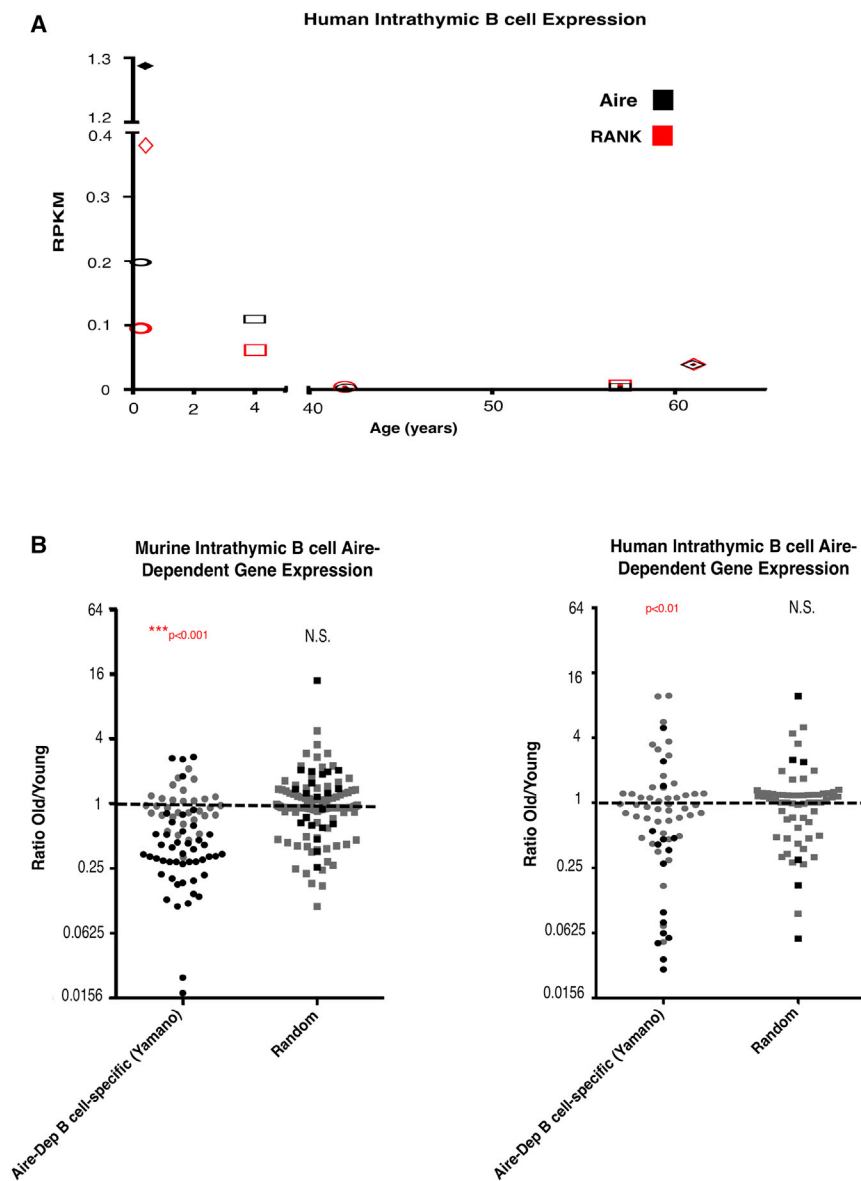 A
Human Intrathymic B cell Expression
1.3
1.2
0.4
0.3
0.2
0.1
0
RPKM
Aire
RANK
0 2 4 40 50 60
Age (years)
B
Murine Intrathymic B cell Aire-
Dependent Gene Expression
64
16
4
1
0.25
0.0625
0.0156
Ratio Old/Young
***p<0.001
N.S.
Aire-Dep B cell-specific (Yamano)
Random
Human Intrathymic B cell Aire-
Dependent Gene Expression
64
16
4
1
0.25
0.0625
0.0156
Ratio Old/Young
p<0.01
N.S.
Aire-Dep B cell-specific (Yamano)
Random